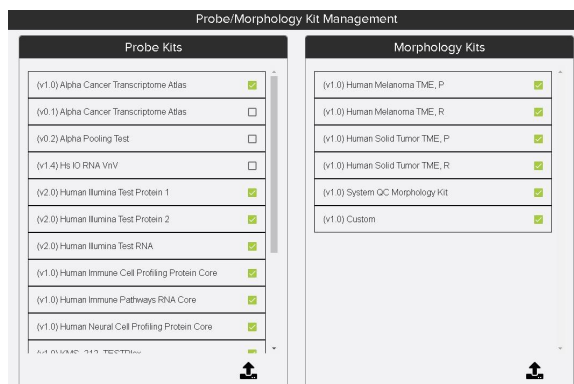 Probe/Morphology Kit Management
Probe Kits
(v1.0) Alpha Cancer Transcriptome Atlas
(v0.1) Alpha Cancer Transcriptome Atlas
(v0.2) Alpha Pooling Test
(v1.4) Hs IO RNA VnV
(v2.0) Human Illumina Test Protein 1
(v2.0) Human Illumina Test Protein 2
(v2.0) Human Illumina Test RNA
(v1.0) Human Immune Cell Profiling Protein Core
(v1.0) Human Immune Pathways RNA Core
(v1.0) Human Neural Cell Profiling Protein Core
Morphology Kits
(v1.0) Human Melanoma TME, P
(v1.0) Human Melanoma TME, R
(v1.0) Human Solid Tumor TME, P
(v1.0) Human Solid Tumor TME, R
(v1.0) System QC Morphology Kit
(v1.0) Custom